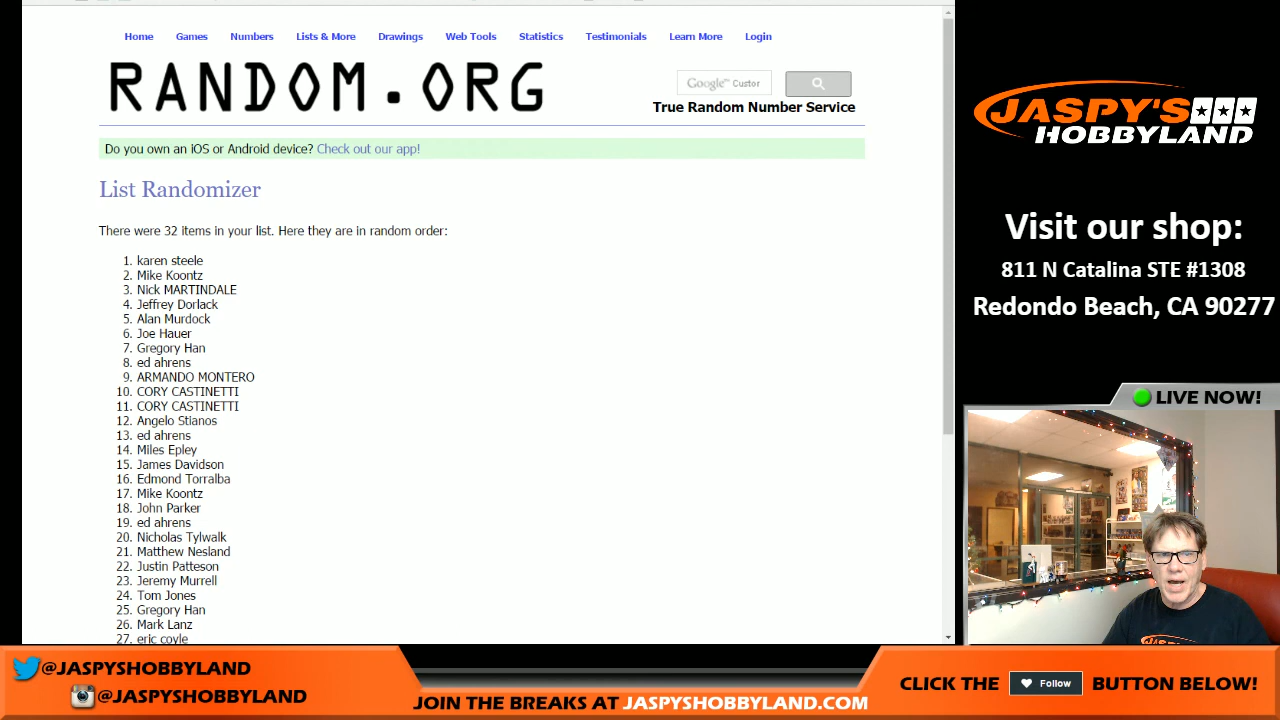 Home Games Numbers Lists & More Drawings Web Tools Statistics Testimonials Learn More Login
RANDOM.ORG
Google™ Custor
True Random Number Service
Do you own an iOS or Android device? Check out our app!
List Randomizer
There were 32 items in your list. Here they are in random order:
1. karen steele
2. Mike Koontz
3. Nick MARTINDALE
4. Jeffrey Dorlack
5. Alan Murdock
6. Joe Hauer
7. Gregory Han
8. ed ahrens
9. ARMANDO MONTERO
10. CORY CASTINETTI
11. CORY CASTINETTI
12. Angelo Stianos
13. ed ahrens
14. Miles Epley
15. James Davidson
16. Edmond Torralba
17. Mike Koontz
18. John Parker
19. ed ahrens
20. Nicholas Tylwalk
21. Matthew Nesland
22. Justin Patteson
23. Jeremy Murrell
24. Tom Jones
25. Gregory Han
26. Mark Lanz
27. eric coyle
JASPY'S
HOBBYLAND
Visit our shop:
811 N Catalina STE #1308
Redondo Beach, CA 90277
LIVE NOW!
@JASPYSHOBBYLAND
@JASPYSHOBBYLAND
JOIN THE BREAKS AT JASPYSHOBBYLAND.COM
CLICK THE Follow BUTTON BELOW!